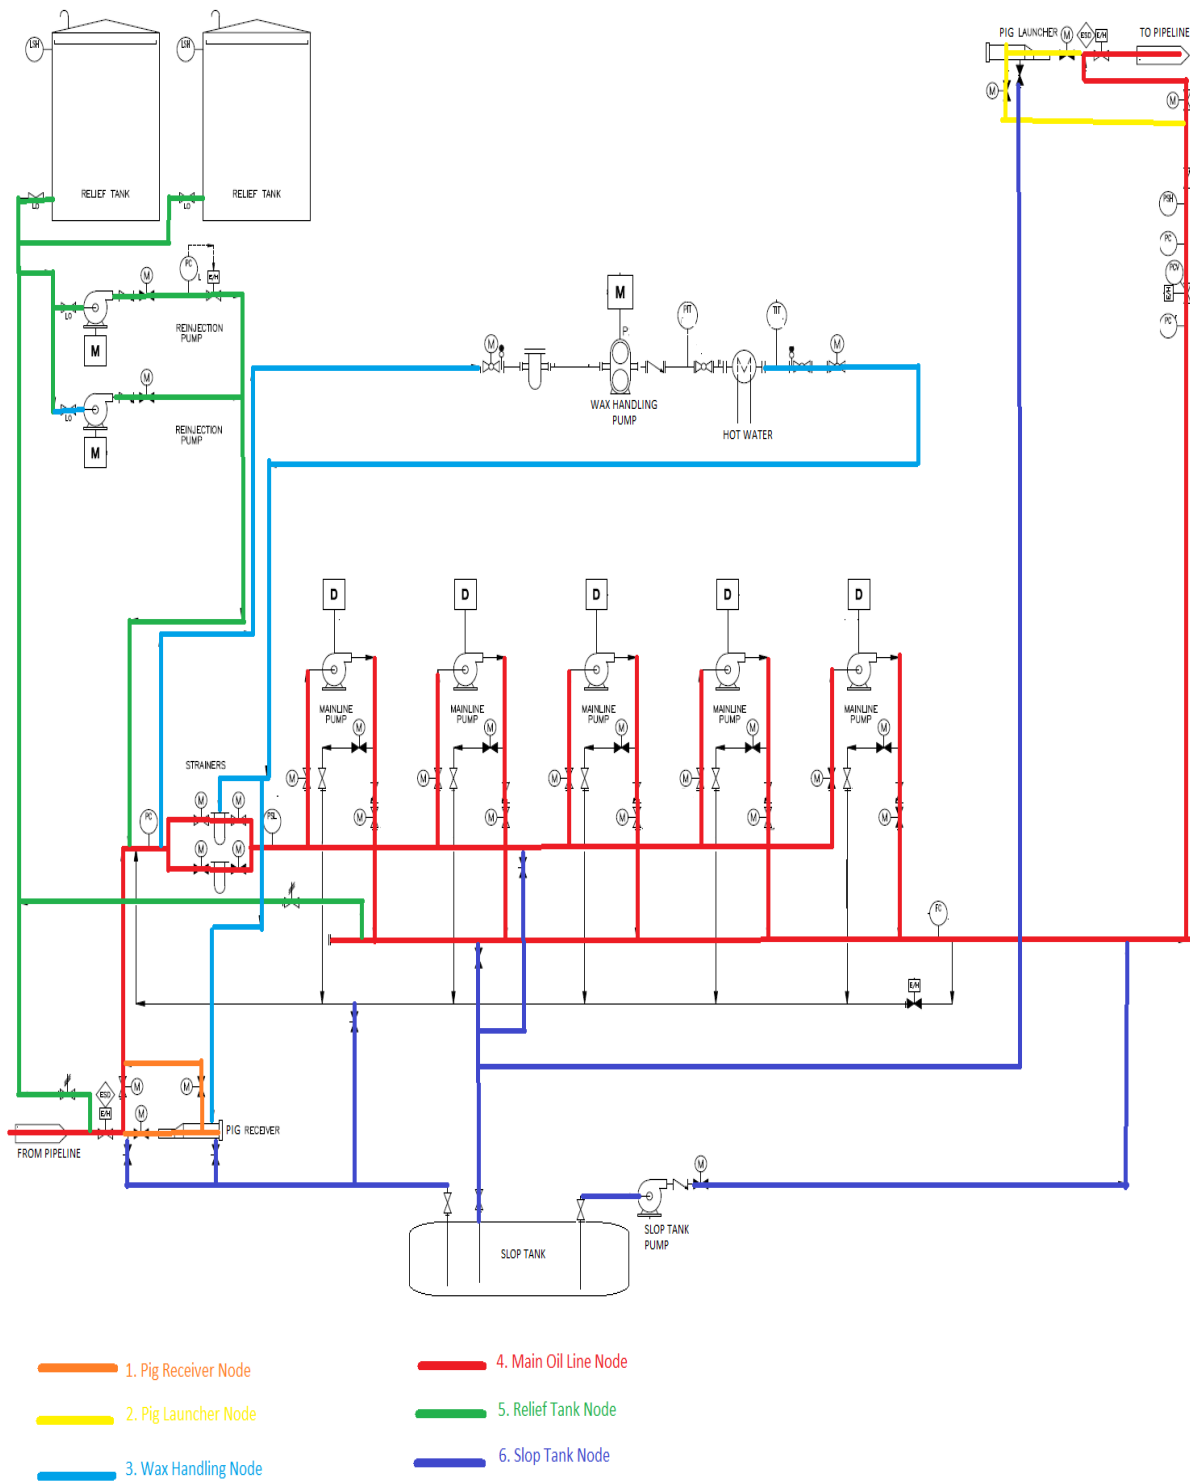 PIG LAUNCHER
M
ESD
E/H
TO PIPELINE
LSH
LSH
M
M
RELIEF TANK
RELIEF TANK
LO
LO
PSH
PC
PCV
E/H
PC
M
PC
L
E/H
LO
REINJECTION
PUMP
M
M
LO
REINJECTION
PUMP
M
M
M
P
PIT
TIT
M
WAX HANDLING
PUMP
HOT WATER
D
D
D
D
D
MAINLINE
PUMP
MAINLINE
PUMP
MAINLINE
PUMP
MAINLINE
PUMP
MAINLINE
PUMP
M
M
M
M
M
STRAINERS
M
M
M
M
M
M
M
PC
PSL
M
M
M
M
M
M
M
FC
E/H
ESD
E/H
M
M
M
PIG RECEIVER
FROM PIPELINE
M
SLOP TANK
PUMP
SLOP TANK
1. Pig Receiver Node
4. Main Oil Line Node
2. Pig Launcher Node
5. Relief Tank Node
3. Wax Handling Node
6. Slop Tank Node